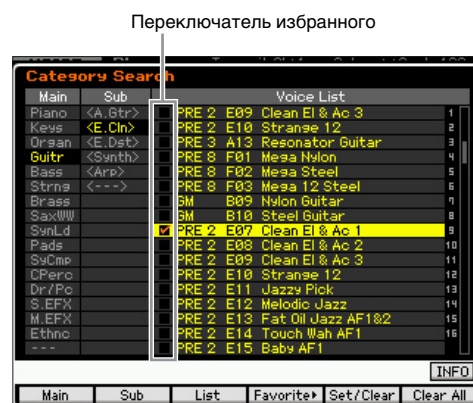 Переключатель избранного
Category Search
Main Sub Voice List
Piano <A.Gtr> PRE 2 E09 Clean El & Ac 3 1
Keys <E.Cln> PRE 2 E10 Strange 12 2
Organ <E.Dst> PRE 3 A13 Resonator Guitar 3
Guitr <Synth> PRE 8 F01 Mega Nylon 4
Bass <Arp> PRE 8 F02 Mega Steel 5
Strng <---> PRE 8 F03 Mega 12 Steel 6
Brass GM B09 Nylon Guitar 7
SaxWW GM B10 Steel Guitar 8
SynLd PRE 2 E07 Clean El & Ac 1 9
Pads PRE 2 E08 Clean El & Ac 2 10
SyCmp PRE 2 E09 Clean El & Ac 3 11
CPerc PRE 2 E10 Strange 12 12
Dr/Pc PRE 2 E11 Jazzy Pick 13
S.EFX PRE 2 E12 Melodic Jazz 14
M.EFX PRE 2 E13 Fat Oil Jazz AF1&2 15
Ethnc PRE 2 E14 Touch Wah AF1 16
--- PRE 2 E15 Baby AF1
INFO
Main Sub List Favorite Set/Clear Clear All